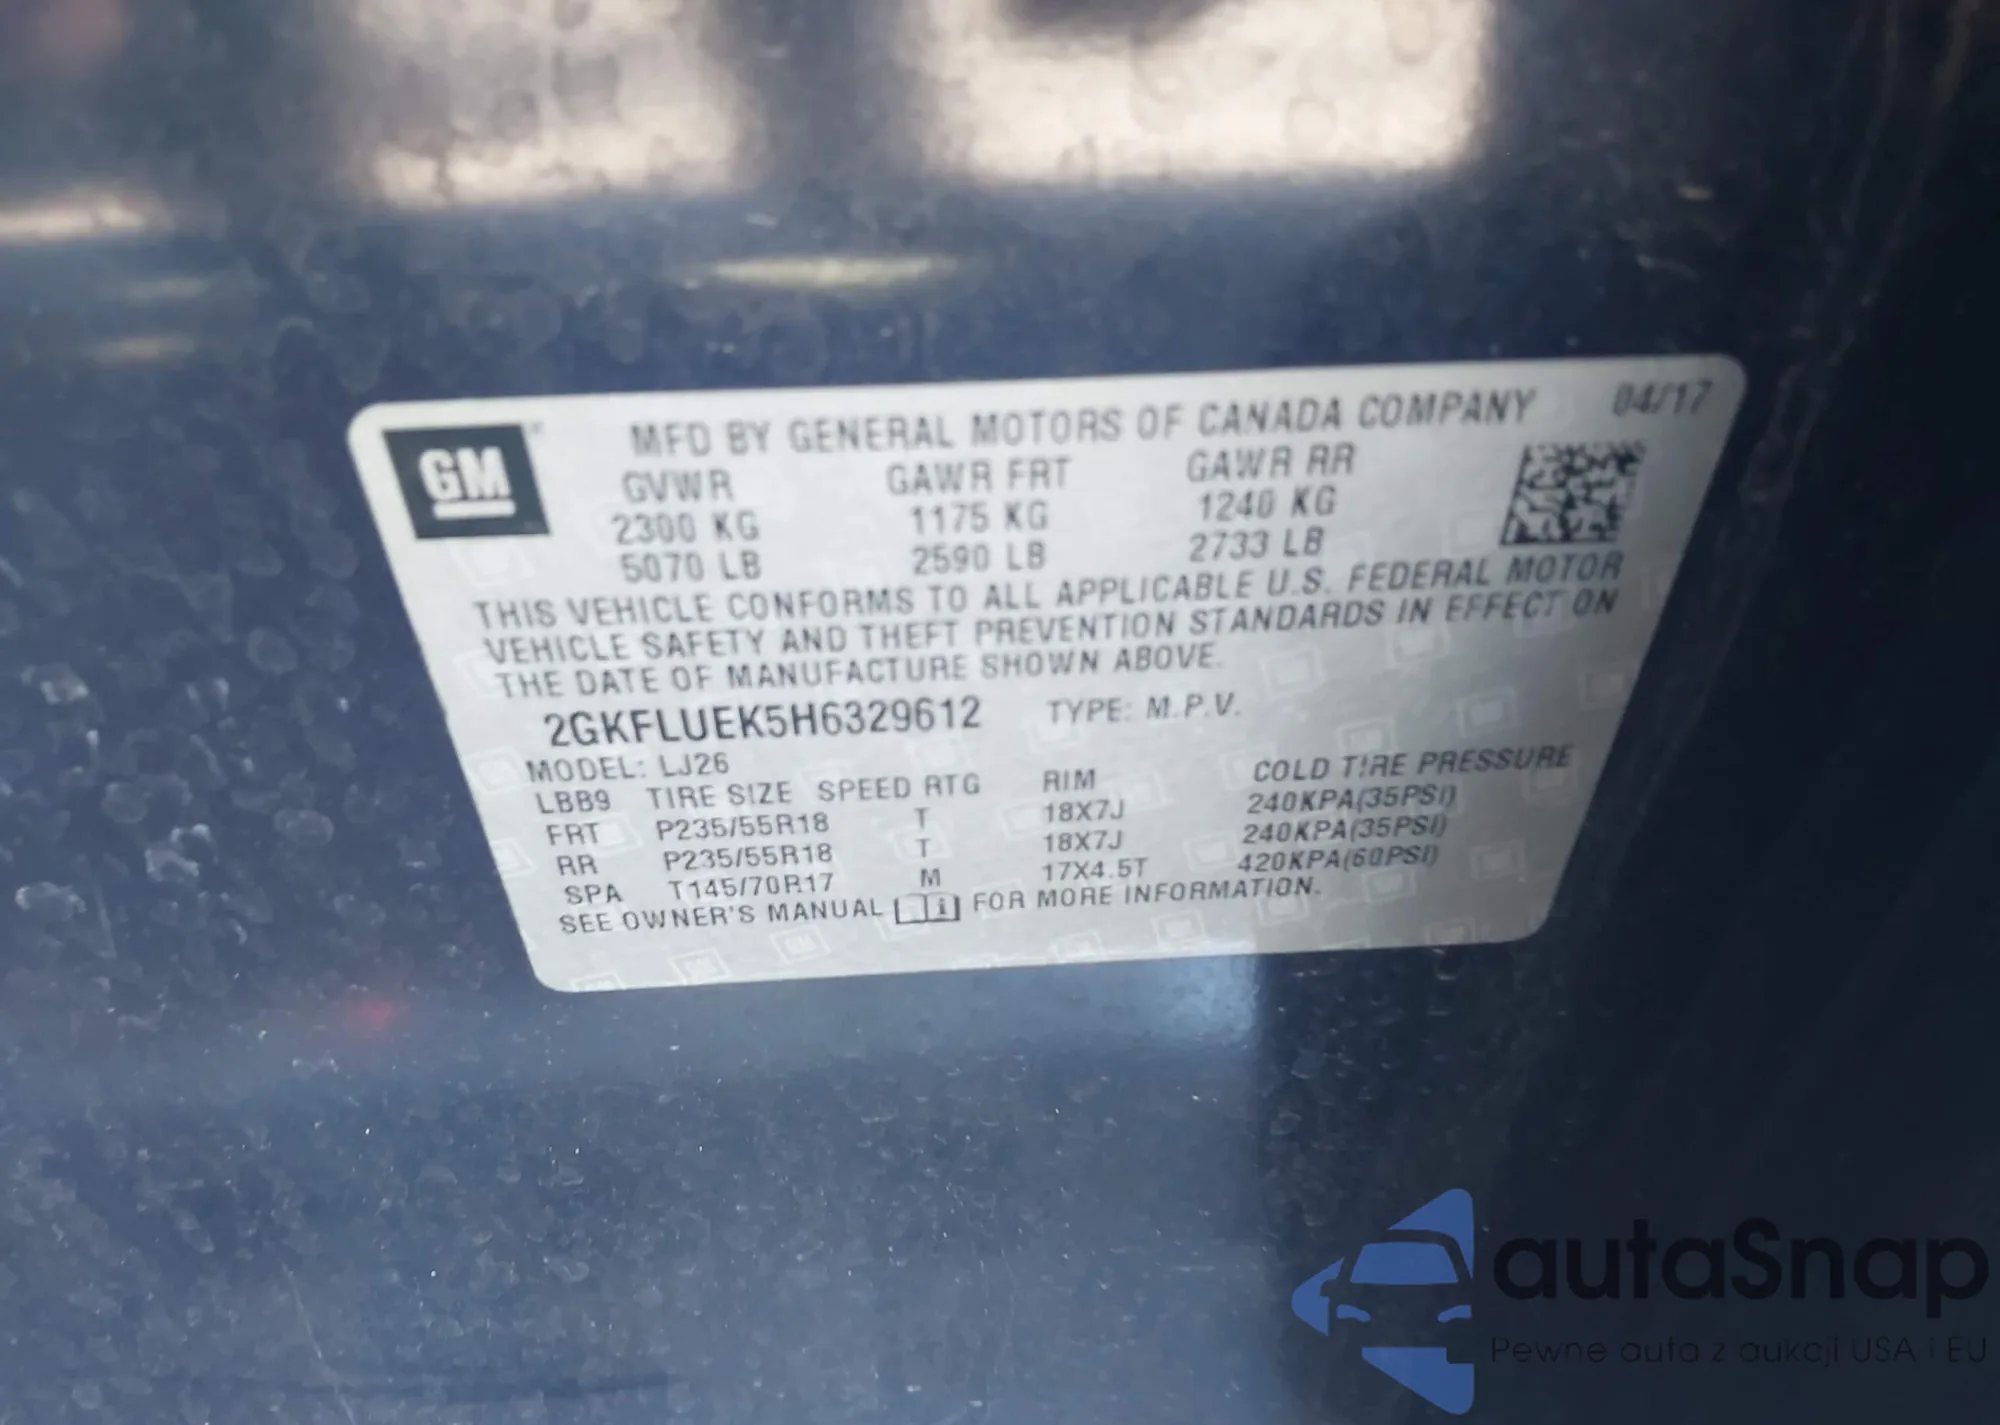 GM
MFD BY GENERAL MOTORS OF CANADA COMPANY 04/17
GVWR GAWR FRT GAWR RR
2300 KG 1175 KG 1240 KG
5070 LB 2590 LB 2733 LB
THIS VEHICLE CONFORMS TO ALL APPLICABLE U.S. FEDERAL MOTOR
VEHICLE SAFETY AND THEFT PREVENTION STANDARDS IN EFFECT ON
THE DATE OF MANUFACTURE SHOWN ABOVE.
2GKFLUEK5H6329612 TYPE: M.P.V.
MODEL: LJ26
LBB9 TIRE SIZE SPEED RTG RIM COLD TIRE PRESSURE
FRT P235/55R18 T 18X7J 240KPA(35PSI)
RR P235/55R18 T 18X7J 240KPA(35PSI)
SPA T145/70R17 M 17X4.5T 420KPA(60PSI)
SEE OWNER'S MANUAL i FOR MORE INFORMATION.
autaSnap
Pewne auta z aukcji USA i EU